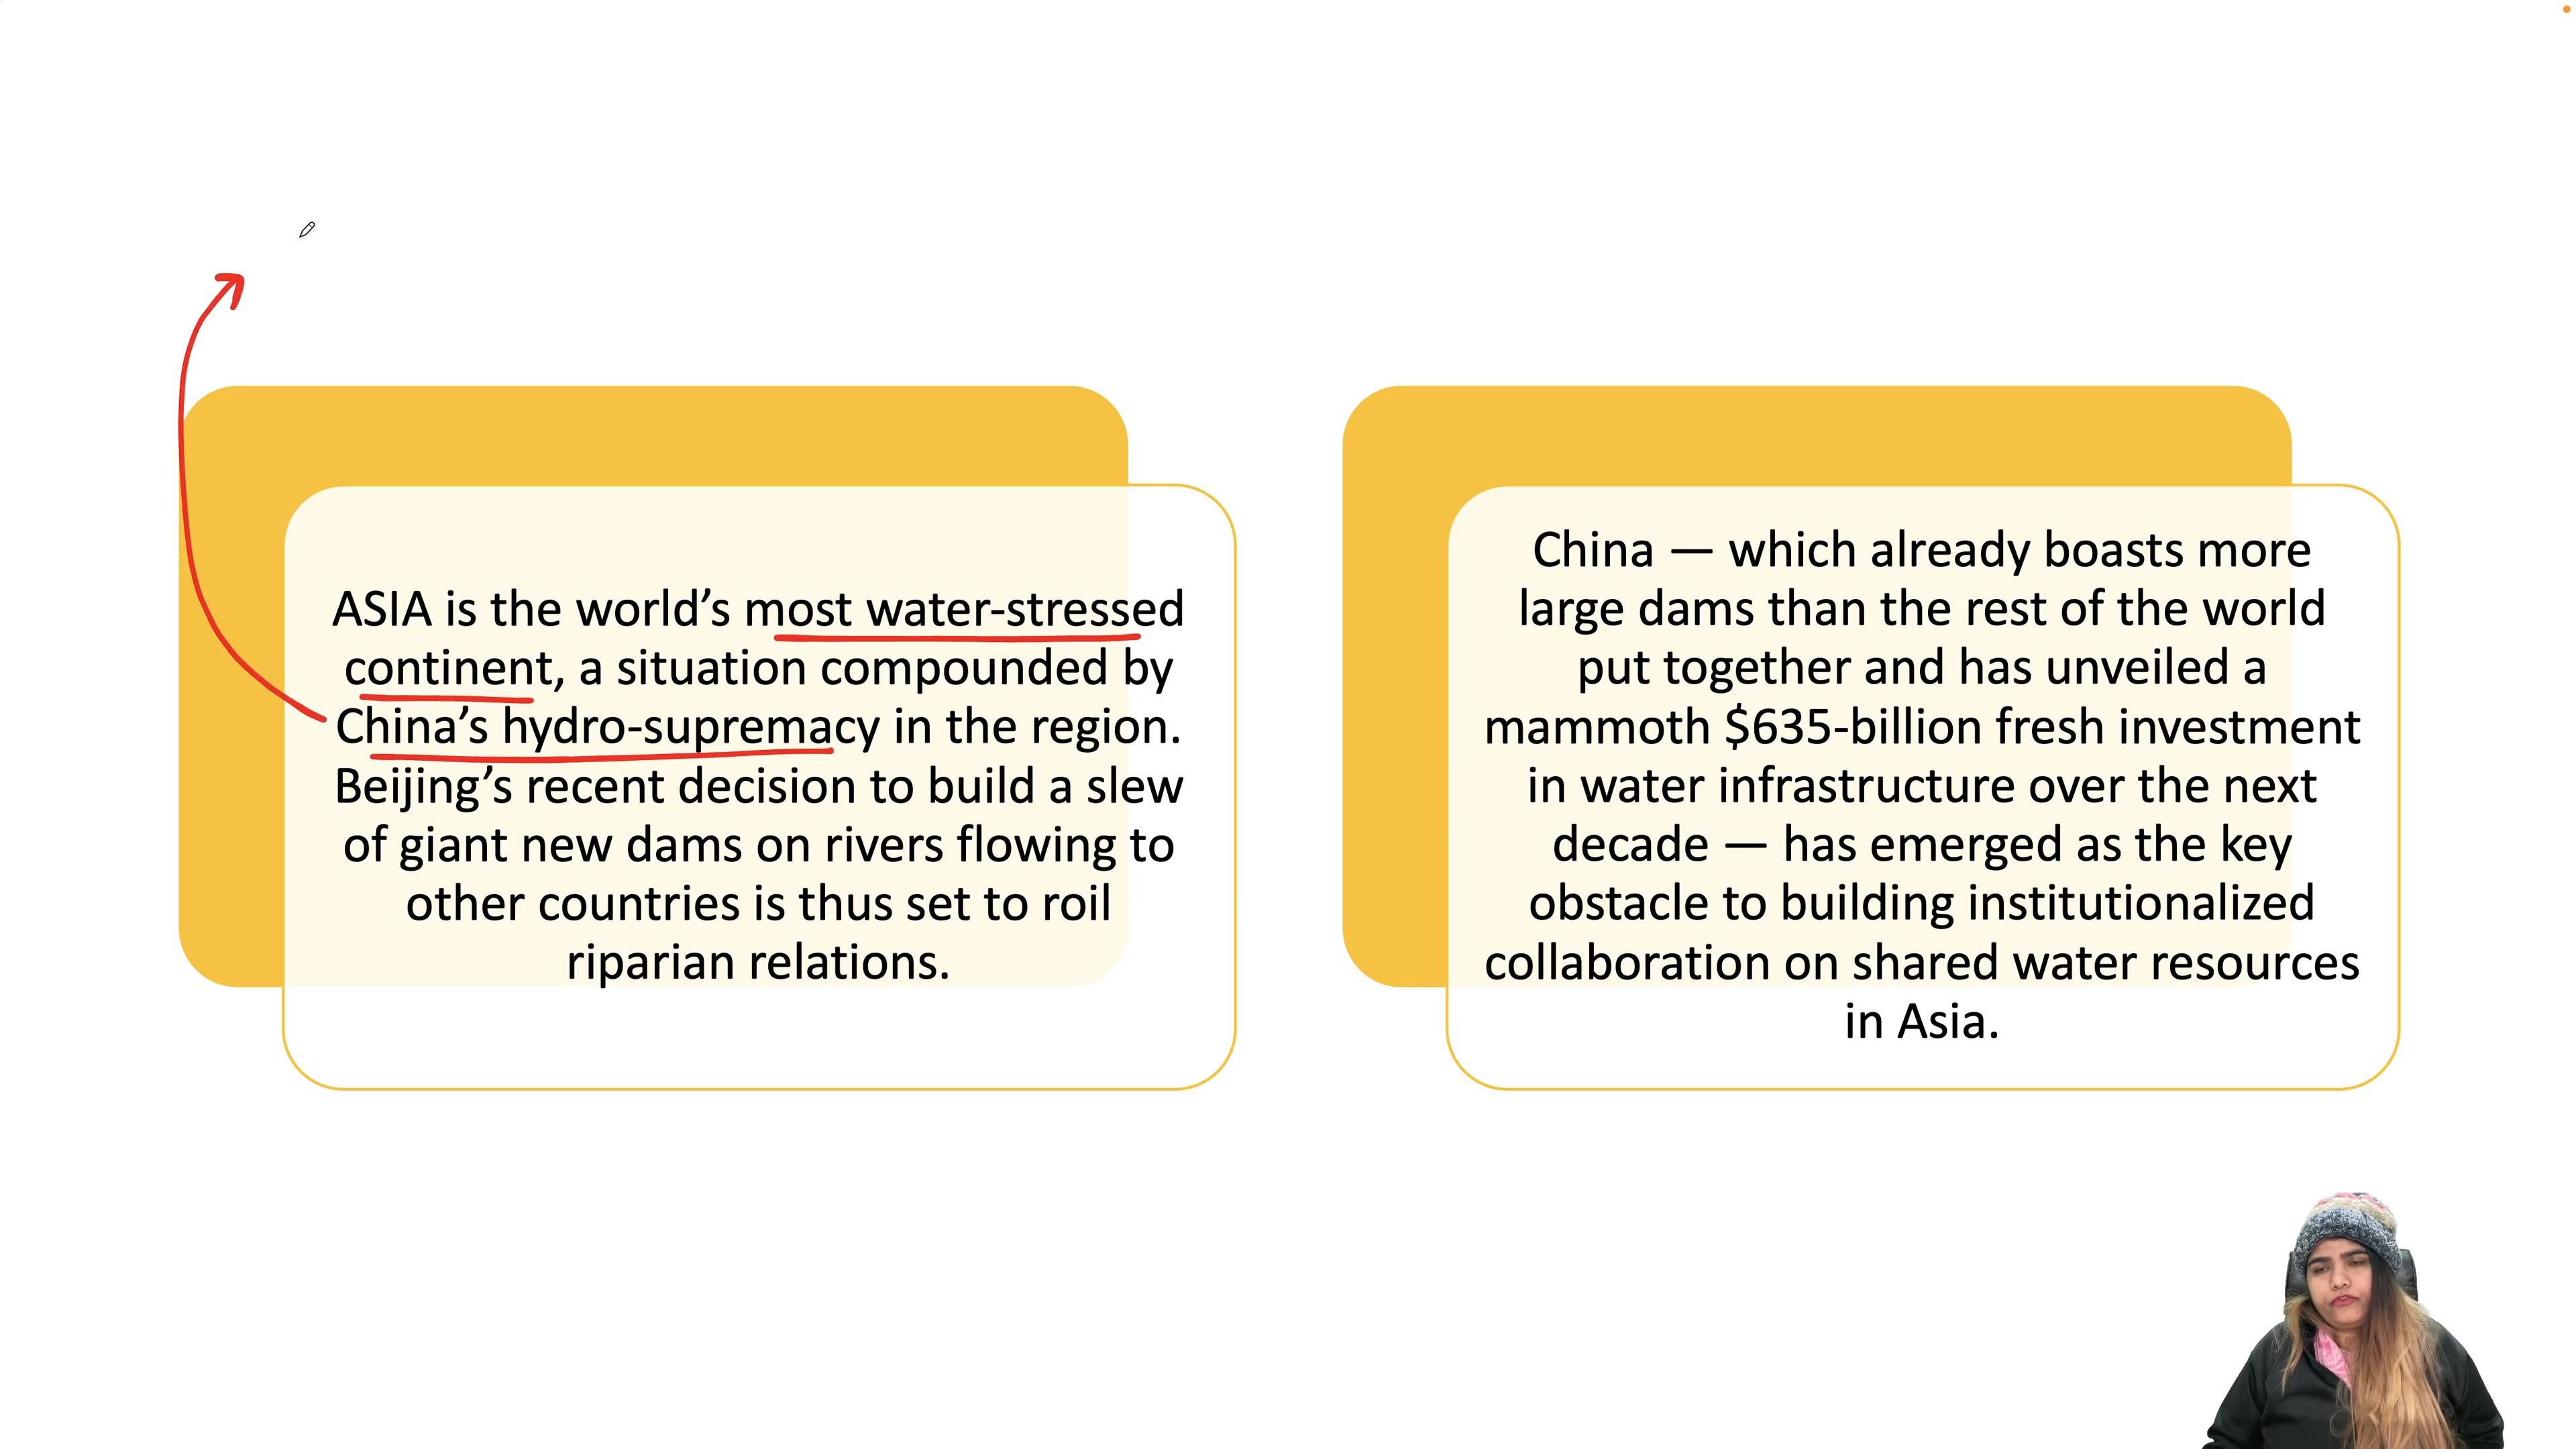 ASIA is the world’s most water-stressed
continent, a situation compounded by
China’s hydro-supremacy in the region.
Beijing’s recent decision to build a slew
of giant new dams on rivers flowing to
other countries is thus set to roil
riparian relations.
China — which already boasts more
large dams than the rest of the world
put together and has unveiled a
mammoth $635-billion fresh investment
in water infrastructure over the next
decade — has emerged as the key
obstacle to building institutionalized
collaboration on shared water resources
in Asia.